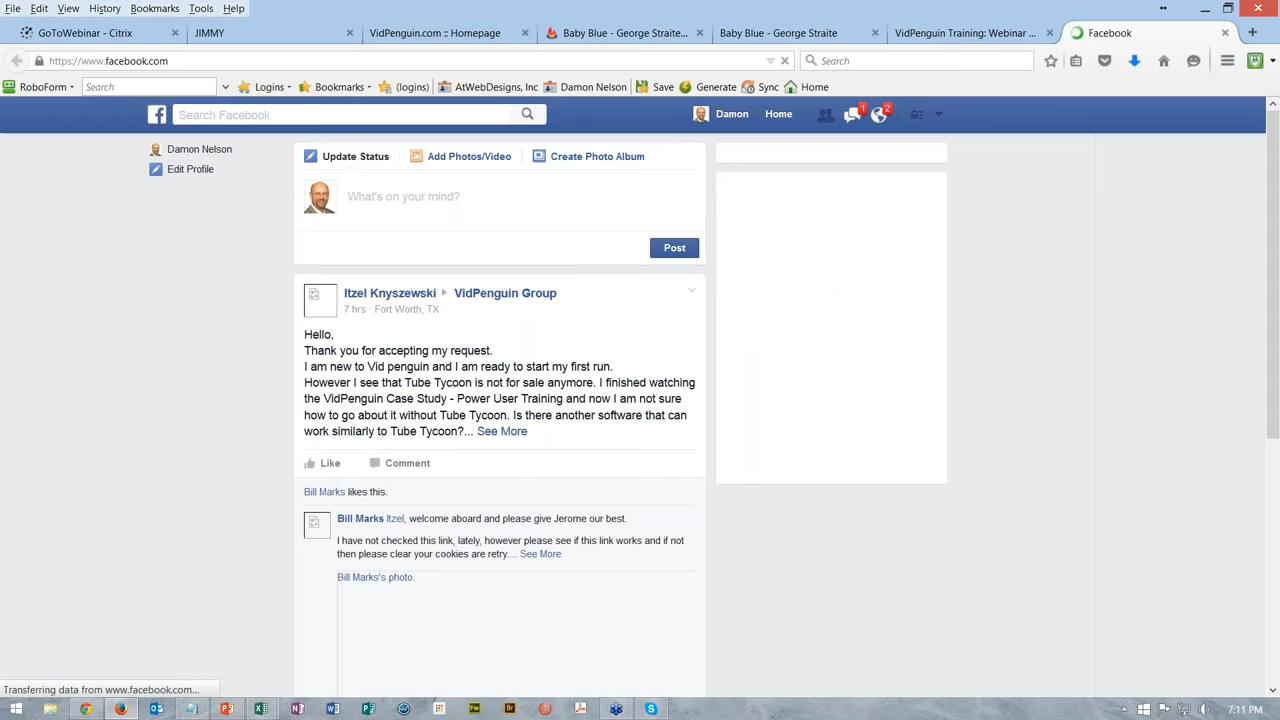 File Edit View History Bookmarks Tools Help
GoToWebinar - Citrix × JIMMY × VidPenguin.com :: Homepage × Baby Blue - George Straite... × Baby Blue - George Straite × VidPenguin Training: Webinar ... × Facebook ×
https://www.facebook.com Search
RoboForm Search Logins Bookmarks (logins) AtWebDesigns, Inc Damon Nelson Save Generate Sync Home
Search Facebook Damon Home 1 2
Damon Nelson
Edit Profile
Update Status Add Photos/Video Create Photo Album
What's on your mind?
Post
Itzel Knyszewski VidPenguin Group
7 hrs · Fort Worth, TX ·
Hello,
Thank you for accepting my request.
I am new to Vid penguin and I am ready to start my first run.
However I see that Tube Tycoon is not for sale anymore. I finished watching
the VidPenguin Case Study - Power User Training and now I am not sure
how to go about it without Tube Tycoon. Is there another software that can
work similarly to Tube Tycoon?... See More
Like Comment
Bill Marks likes this.
Bill Marks Itzel, welcome aboard and please give Jerome our best.
I have not checked this link, lately, however please see if this link works and if not
then please clear your cookies are retry.... See More
Bill Marks's photo.
Transferring data from www.facebook.com...
7:11 PM